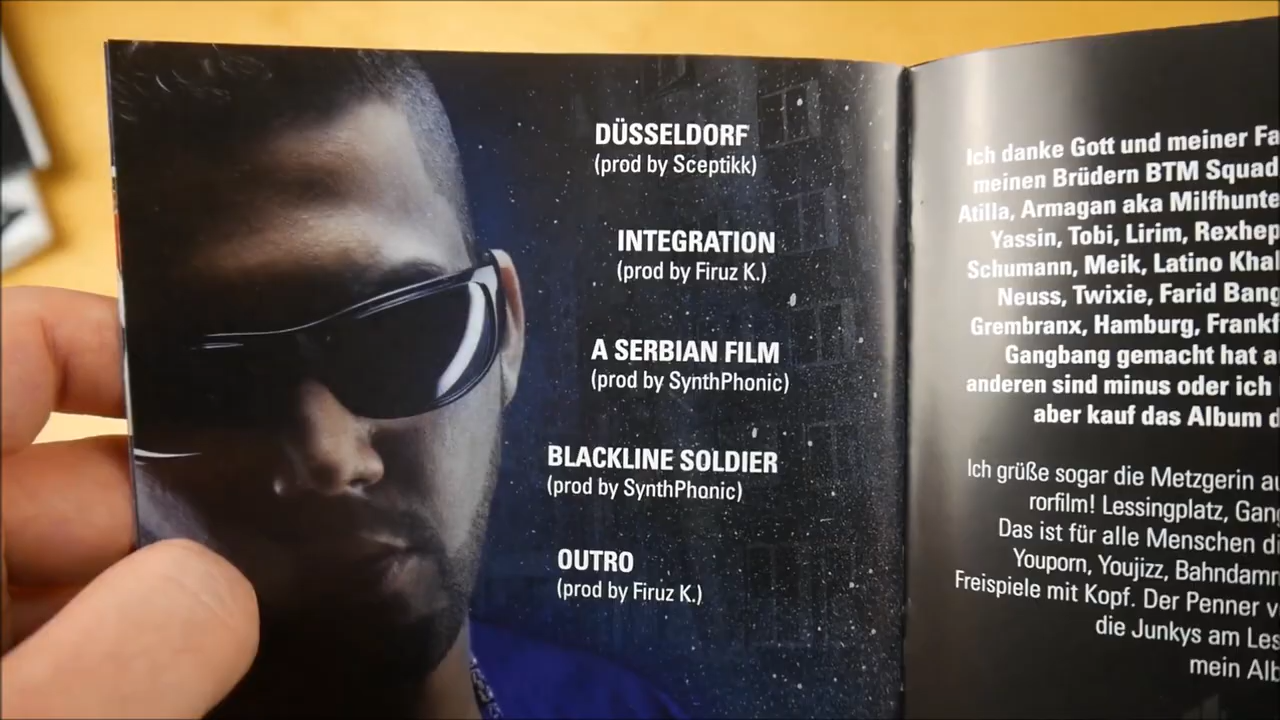 DÜSSELDORF
(prod by Sceptikk)
INTEGRATION
(prod by Firuz K.)
A SERBIAN FILM
(prod by SynthPhonic)
BLACKLINE SOLDIER
(prod by SynthPhonic)
OUTRO
(prod by Firuz K.)
Ich danke Gott und meiner
meinen Brüdern BTM Squad
Atilla, Armagan aka
Yassin, Tobi, Lirim,
Schumann, Meik, Latino
Neuss, Twixie, Farid
Grembranx, Hamburg,
Gangbang gemacht hat
anderen sind minus oder ich
aber kauf das Album
Ich grüße sogar die Metzgerin
rorfilm! Lessingplatz,
Das ist für alle Menschen
Youporn, Youjizz,
Freispiele mit Kopf. Der Penner
die Junkys am
mein